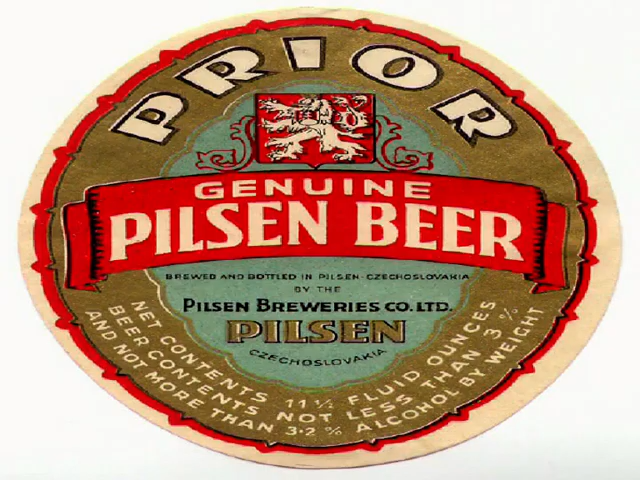 PRIOR
GENUINE
PILSEN BEER
BREWED AND BOTTLED IN PILSEN-CZECHOSLOVAKIA
BY THE
PILSEN BREWERIES CO. LTD.
PILSEN
CZECHOSLOVAKIA
NET CONTENTS 11½ FLUID OUNCES
BEER CONTENTS NOT LESS THAN 3 %
AND NOT MORE THAN 3·2 % ALCOHOL BY WEIGHT